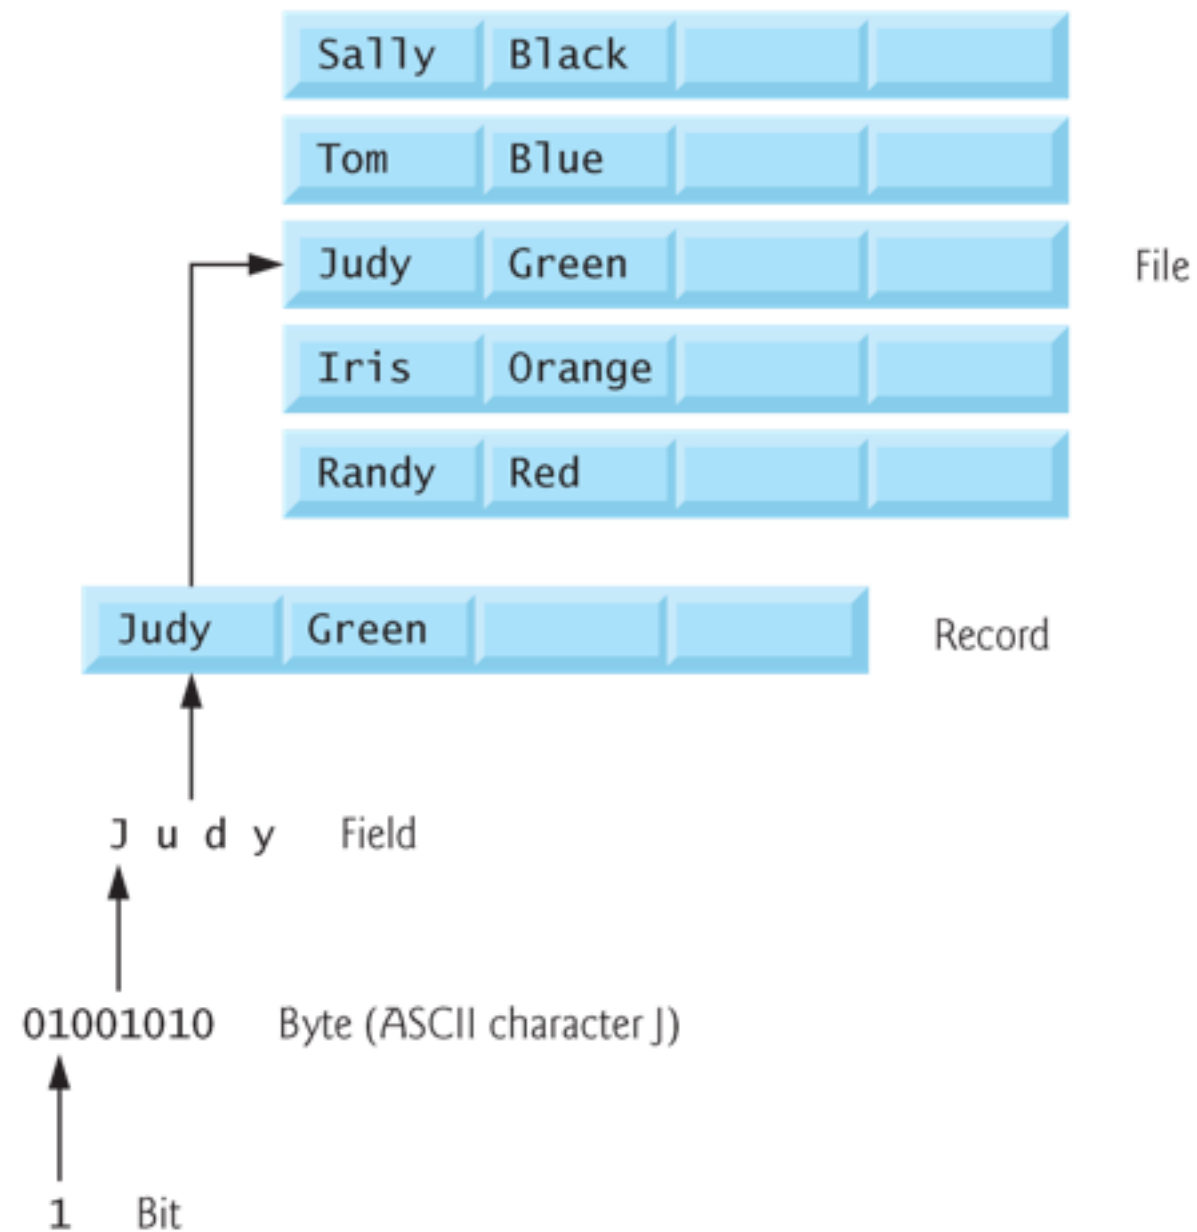 Sally Black
Tom Blue
Judy Green File
Iris Orange
Randy Red
Judy Green Record
J u d y Field
01001010 Byte (ASCII character J)
1 Bit